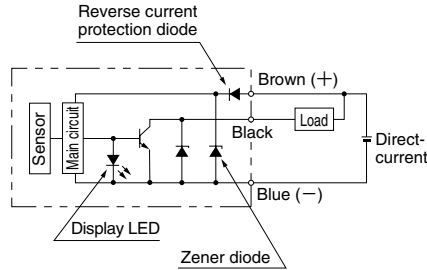 Reverse current
protection diode
Brown (+)
Black
Load
Sensor
Main circuit
Direct-
current
Blue (−)
Display LED
Zener diode